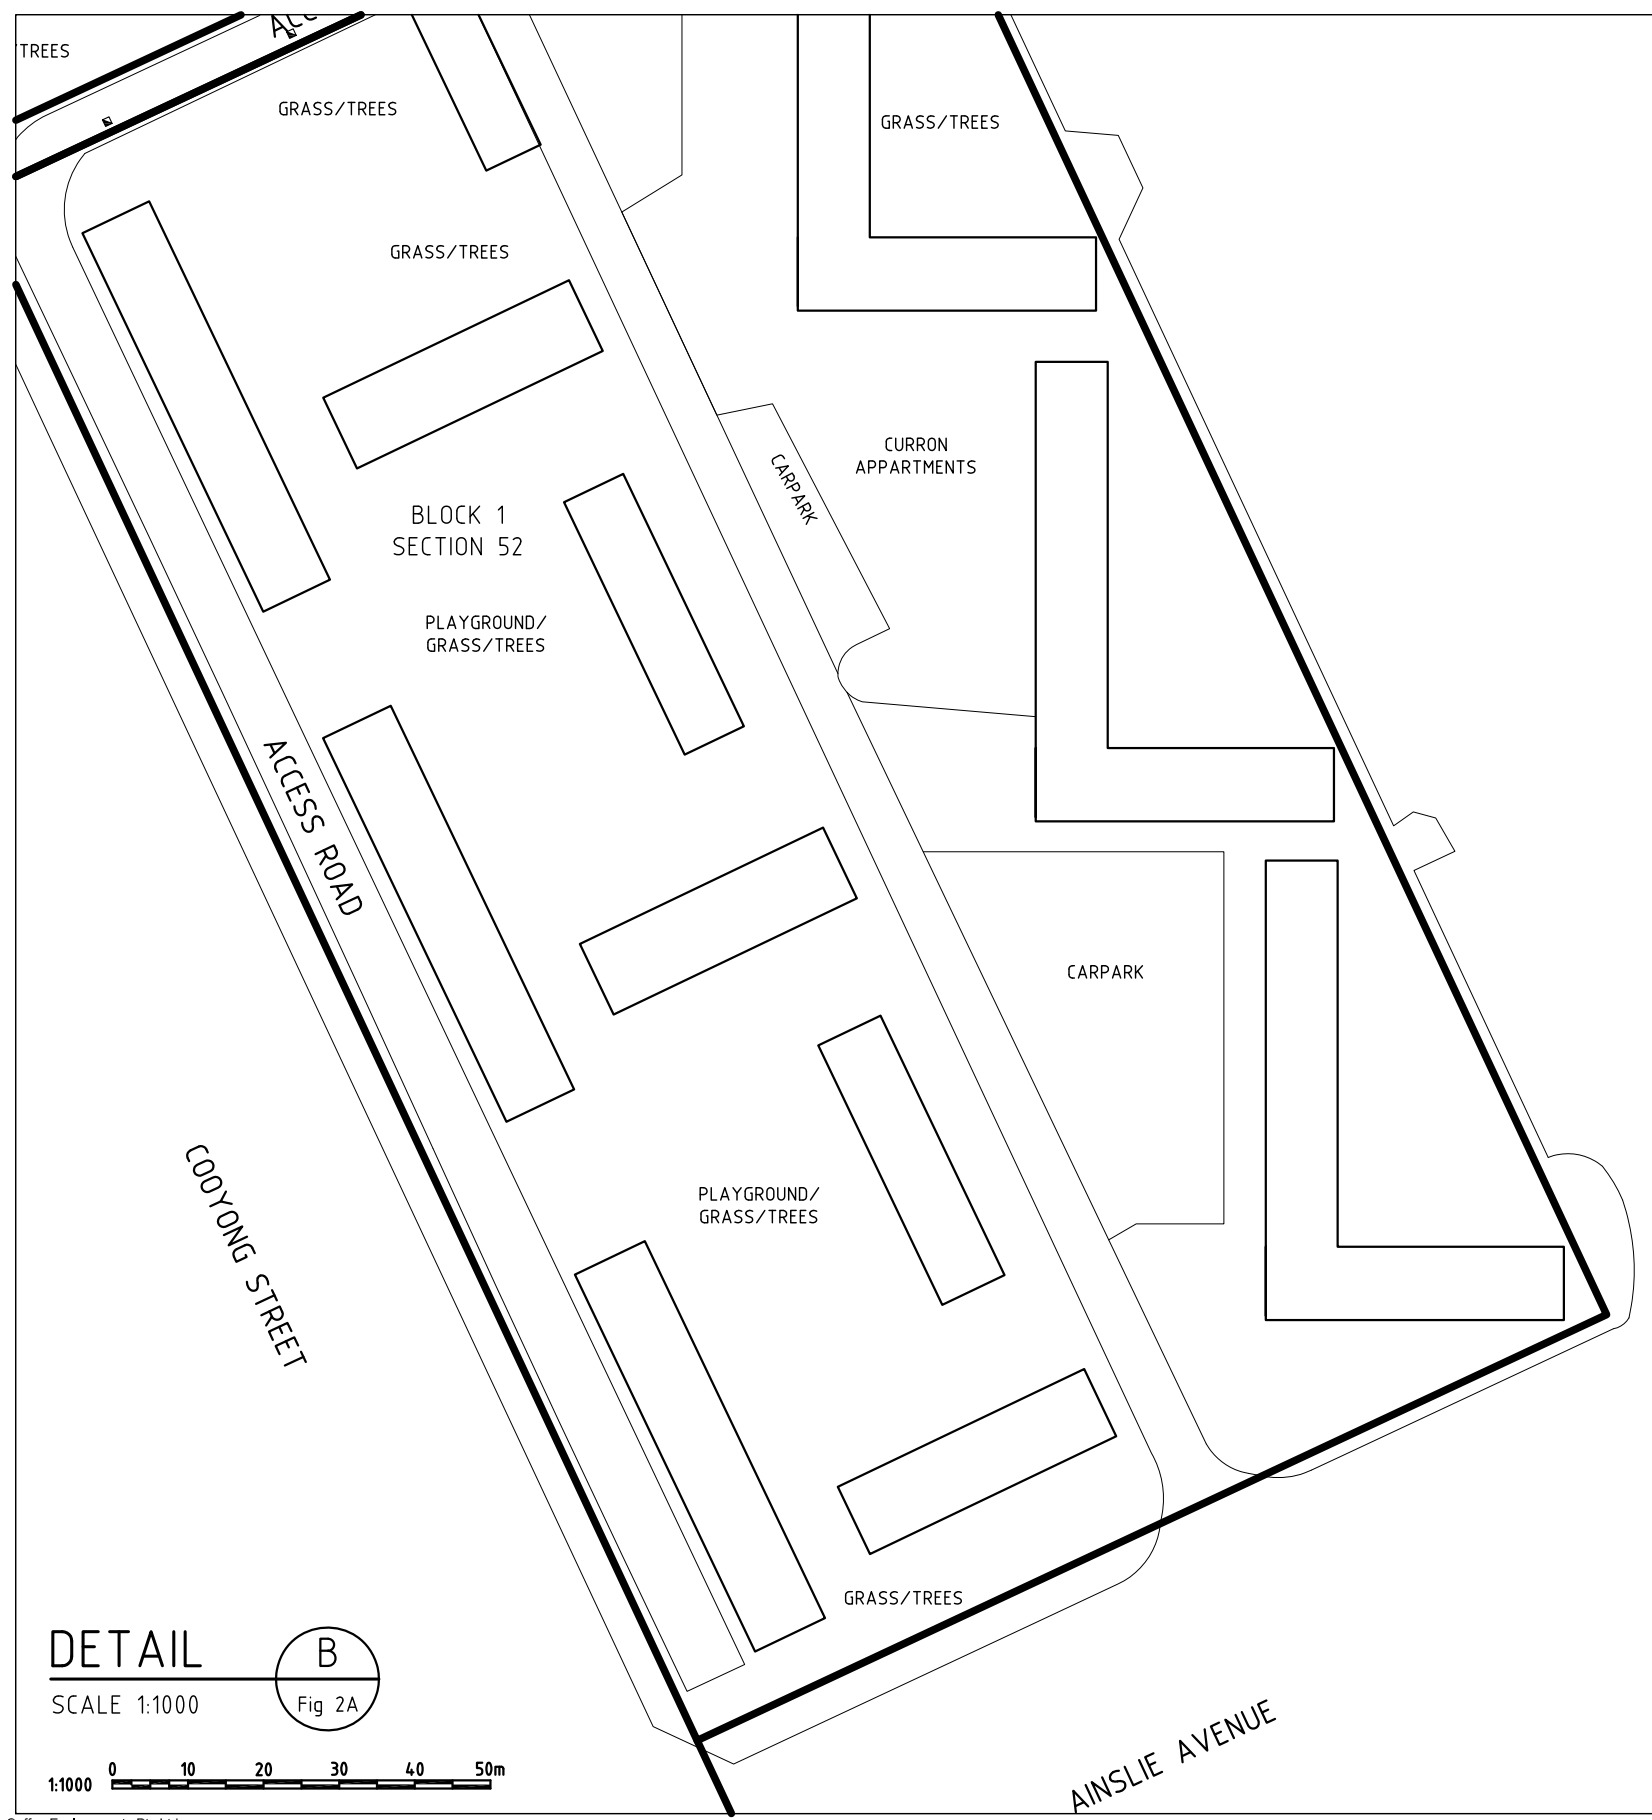 /TREES
GRASS/TREES
GRASS/TREES
GRASS/TREES
CURRON
APPARTMENTS
CARPARK
BLOCK 1
SECTION 52
PLAYGROUND/
GRASS/TREES
ACCESS ROAD
CARPARK
COOYONG STREET
PLAYGROUND/
GRASS/TREES
GRASS/TREES
DETAIL
B
SCALE 1:1000
Fig 2A
AINSLIE AVENUE
1:1000 0 10 20 30 40 50m